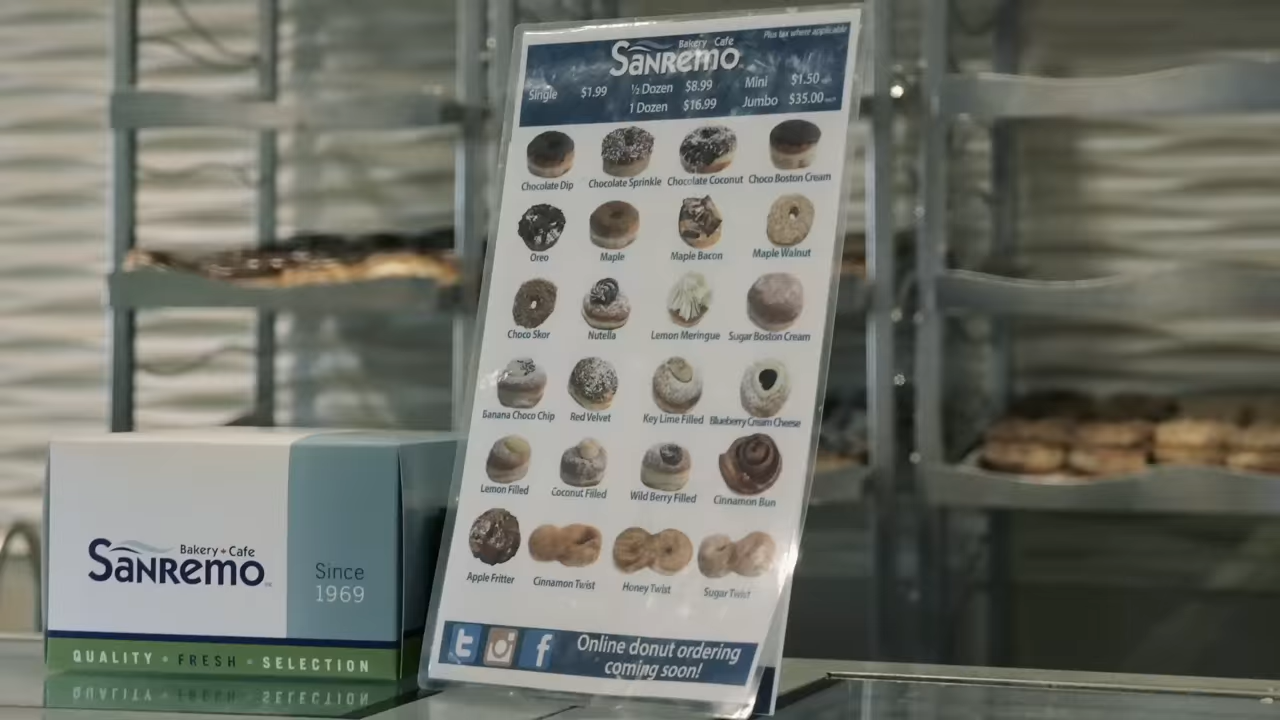 Plus tax where applicable
Bakery Cafe
Sanremo
Single $1.99 ½ Dozen $8.99 Mini $1.50
1 Dozen $16.99 Jumbo $35.00
Chocolate Dip Chocolate Sprinkle Chocolate Coconut Choco Boston Cream
Oreo Maple Maple Bacon Maple Walnut
Choco Skor Nutella Lemon Meringue Sugar Boston Cream
Banana Choco Chip Red Velvet Key Lime Filled Blueberry Cream Cheese
Lemon Filled Coconut Filled Wild Berry Filled Cinnamon Bun
Apple Fritter Cinnamon Twist Honey Twist Sugar Twist
Online donut ordering
coming soon!
Bakery + Cafe
Sanremo
Since
1969
QUALITY • FRESH • SELECTION